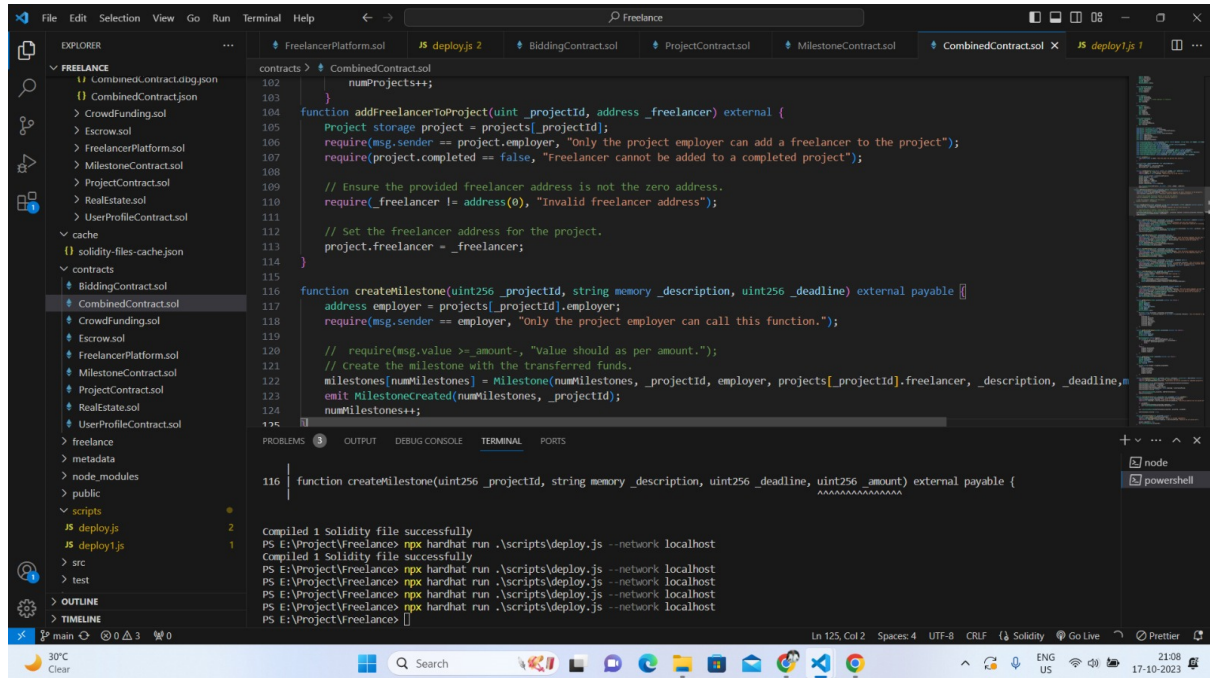 File Edit Selection View Go Run Terminal Help
Freelance
EXPLORER
FreelancerPlatform.sol JS deploy.js 2 BiddingContract.sol ProjectContract.sol MilestoneContract.sol CombinedContract.sol JS deploy1.js 1
FREELANCE
{} CombinedContract.dbg.json
{} CombinedContract.json
> CrowdFunding.sol
> Escrow.sol
> FreelancerPlatform.sol
> MilestoneContract.sol
> ProjectContract.sol
> RealEstate.sol
> UserProfileContract.sol
cache
{} solidity-files-cache.json
contracts
BiddingContract.sol
CombinedContract.sol
CrowdFunding.sol
Escrow.sol
FreelancerPlatform.sol
MilestoneContract.sol
ProjectContract.sol
RealEstate.sol
UserProfileContract.sol
> freelance
> metadata
> node_modules
> public
scripts
JS deploy.js 2
JS deploy1.js 1
> src
> test
> OUTLINE
> TIMELINE
contracts > CombinedContract.sol
102 numProjects++;
103 }
104 function addFreelancerToProject(uint _projectId, address _freelancer) external {
105 Project storage project = projects[_projectId];
106 require(msg.sender == project.employer, "Only the project employer can add a freelancer to the project");
107 require(project.completed == false, "Freelancer cannot be added to a completed project");
108
109 // Ensure the provided freelancer address is not the zero address.
110 require(_freelancer != address(0), "Invalid freelancer address");
111
112 // Set the freelancer address for the project.
113 project.freelancer = _freelancer;
114 }
115
116 function createMilestone(uint256 _projectId, string memory _description, uint256 _deadline) external payable {
117 address employer = projects[_projectId].employer;
118 require(msg.sender == employer, "Only the project employer can call this function.");
119
120 // require(msg.value >=_amount-, "Value should as per amount.");
121 // Create the milestone with the transferred funds.
122 milestones[numMilestones] = Milestone(numMilestones, _projectId, employer, projects[_projectId].freelancer, _description, _deadline,m
123 emit MilestoneCreated(numMilestones, _projectId);
124 numMilestones++;
125 }
PROBLEMS 3 OUTPUT DEBUG CONSOLE TERMINAL PORTS
node
powershell
|
116 | function createMilestone(uint256 _projectId, string memory _description, uint256 _deadline, uint256 _amount) external payable {
| ^^^^^^^^^^^^^^^
Compiled 1 Solidity file successfully
PS E:\Project\Freelance> npx hardhat run .\scripts\deploy.js --network localhost
Compiled 1 Solidity file successfully
PS E:\Project\Freelance> npx hardhat run .\scripts\deploy.js --network localhost
PS E:\Project\Freelance> npx hardhat run .\scripts\deploy.js --network localhost
PS E:\Project\Freelance> npx hardhat run .\scripts\deploy.js --network localhost
PS E:\Project\Freelance> npx hardhat run .\scripts\deploy.js --network localhost
PS E:\Project\Freelance>
main 0 3 0 Ln 125, Col 2 Spaces: 4 UTF-8 CRLF Solidity Go Live Prettier
30°C
Clear
Search
ENG
US
21:08
17-10-2023